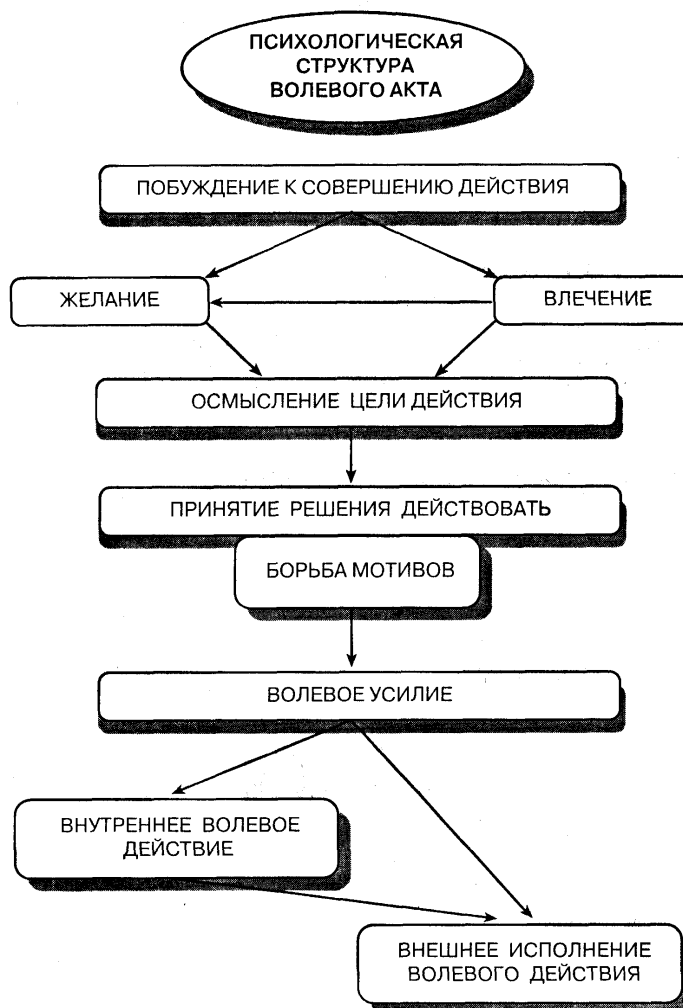 ПСИХОЛОГИЧЕСКАЯ
СТРУКТУРА
ВОЛЕВОГО АКТА
ПОБУЖДЕНИЕ К СОВЕРШЕНИЮ ДЕЙСТВИЯ
ЖЕЛАНИЕ
ВЛЕЧЕНИЕ
ОСМЫСЛЕНИЕ ЦЕЛИ ДЕЙСТВИЯ
ПРИНЯТИЕ РЕШЕНИЯ ДЕЙСТВОВАТЬ
БОРЬБА МОТИВОВ
ВОЛЕВОЕ УСИЛИЕ
ВНУТРЕННЕЕ ВОЛЕВОЕ
ДЕЙСТВИЕ
ВНЕШНЕЕ ИСПОЛНЕНИЕ
ВОЛЕВОГО ДЕЙСТВИЯ